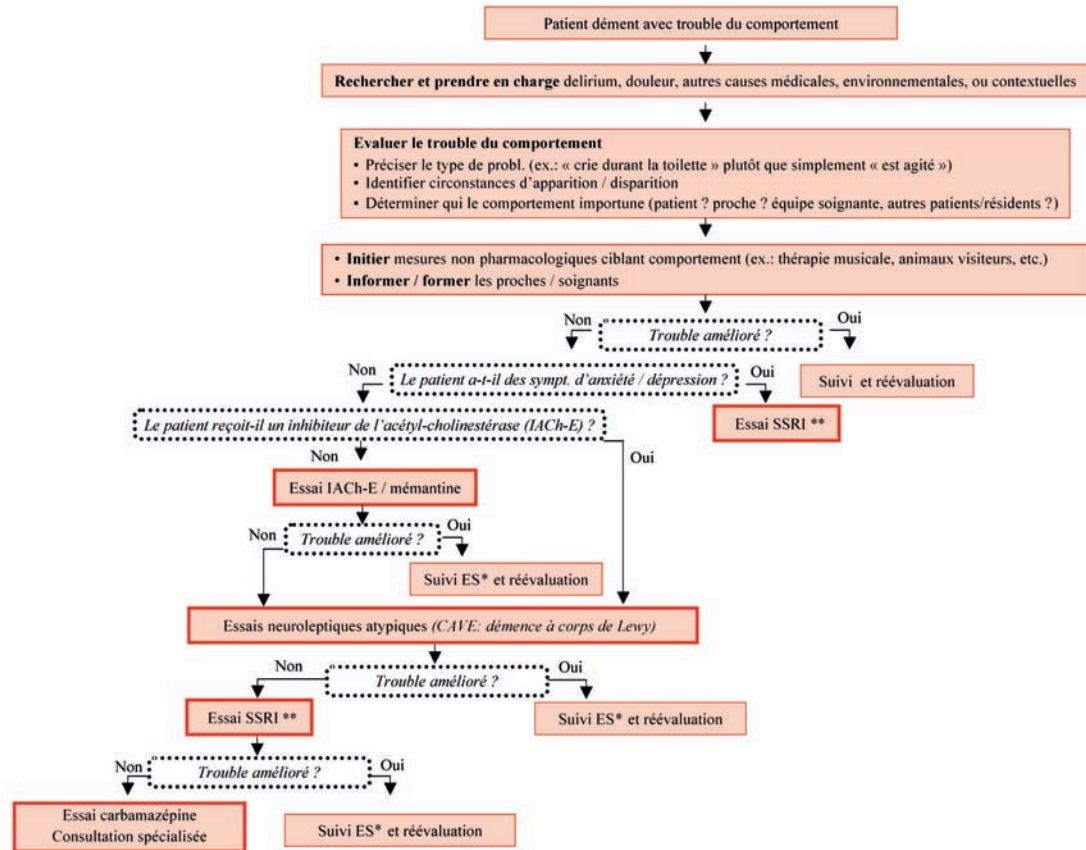 Patient dément avec trouble du comportement
Rechercher et prendre en charge delirium, douleur, autres causes médicales, environnementales, ou contextuelles
Evaluer le trouble du comportement
• Préciser le type de probl. (ex.: « crie durant la toilette » plutôt que simplement « est agité »)
• Identifier circonstances d'apparition / disparition
• Déterminer qui le comportement importune (patient ? proche ? équipe soignante, autres patients/résidents ?)
• Initier mesures non pharmacologiques ciblant comportement (ex.: thérapie musicale, animaux visiteurs, etc.)
• Informer / former les proches / soignants
Non
Oui
Trouble amélioré ?
Non
Oui
Le patient a-t-il des sympt. d'anxiété / dépression ?
Suivi et réévaluation
Essai SSRI **
Le patient reçoit-il un inhibiteur de l'acétyl-cholinestérase (IACh-E) ?
Non
Oui
Essai IACh-E / mémantine
Non
Oui
Trouble amélioré ?
Suivi ES* et réévaluation
Essais neuroleptiques atypiques (CAVE: démence à corps de Lewy)
Non
Oui
Trouble amélioré ?
Essai SSRI **
Suivi ES* et réévaluation
Non
Oui
Trouble amélioré ?
Essai carbamazépine
Consultation spécialisée
Suivi ES* et réévaluation